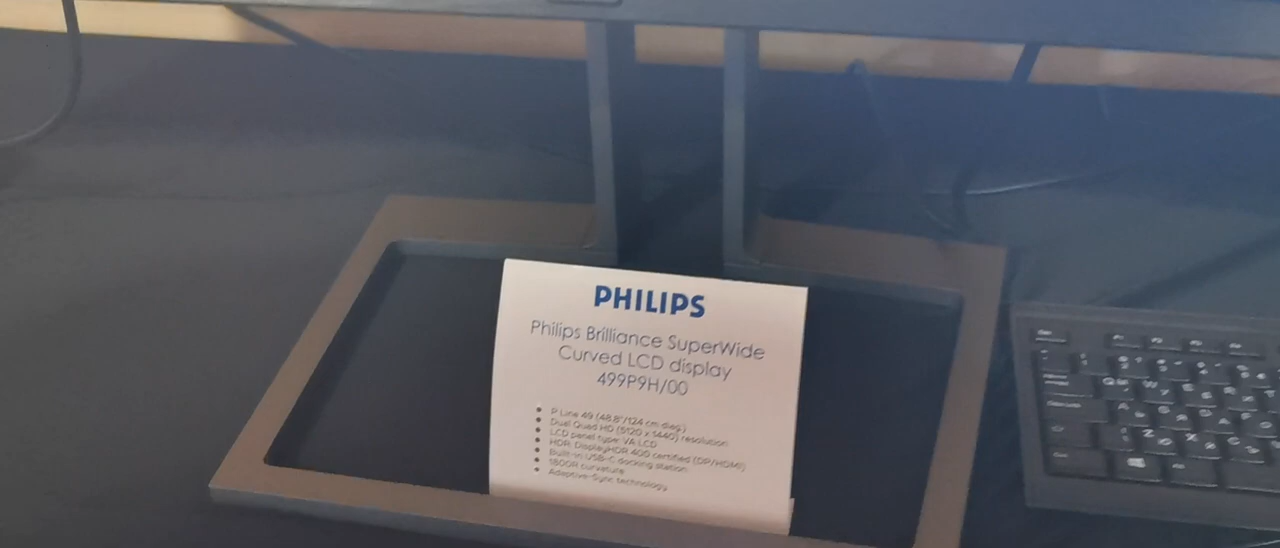 PHILIPS
Philips Brilliance SuperWide
Curved LCD display
499P9H/00
• P Line 49 (48.8"/124 cm diag.)
• Dual Quad HD (5120 x 1440) resolution
• LCD panel type: VA LCD
• HDR: DisplayHDR 400 certified (DP/HDMI)
• Built-in USB-C docking station
• 1800R curvature
• Adaptive-Sync technology